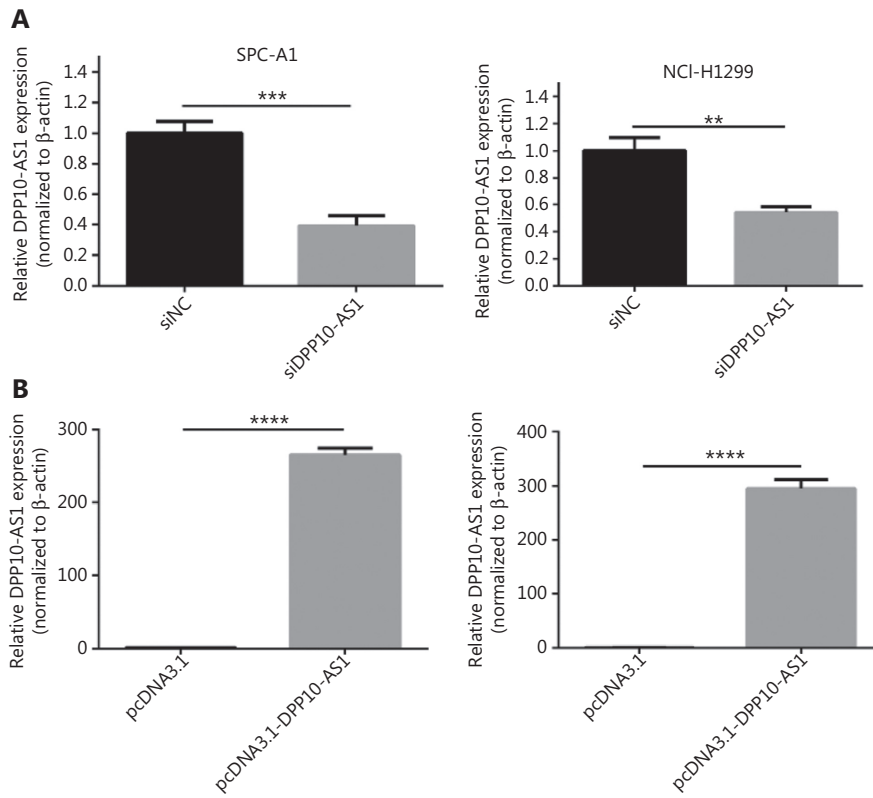 A
SPC-A1
Relative DPP10-AS1 expression
(normalized to β-actin)
1.4
1.2
1.0
0.8
0.6
0.4
0.2
0.0
***
siNC
siDPP10-AS1
NCl-H1299
Relative DPP10-AS1 expression
(normalized to β-actin)
1.4
1.2
1.0
0.8
0.6
0.4
0.2
0.0
**
siNC
siDPP10-AS1
B
Relative DPP10-AS1 expression
(normalized to β-actin)
300
200
100
0
****
pcDNA3.1
pcDNA3.1-DPP10-AS1
Relative DPP10-AS1 expression
(normalized to β-actin)
400
300
200
100
0
****
pcDNA3.1
pcDNA3.1-DPP10-AS1